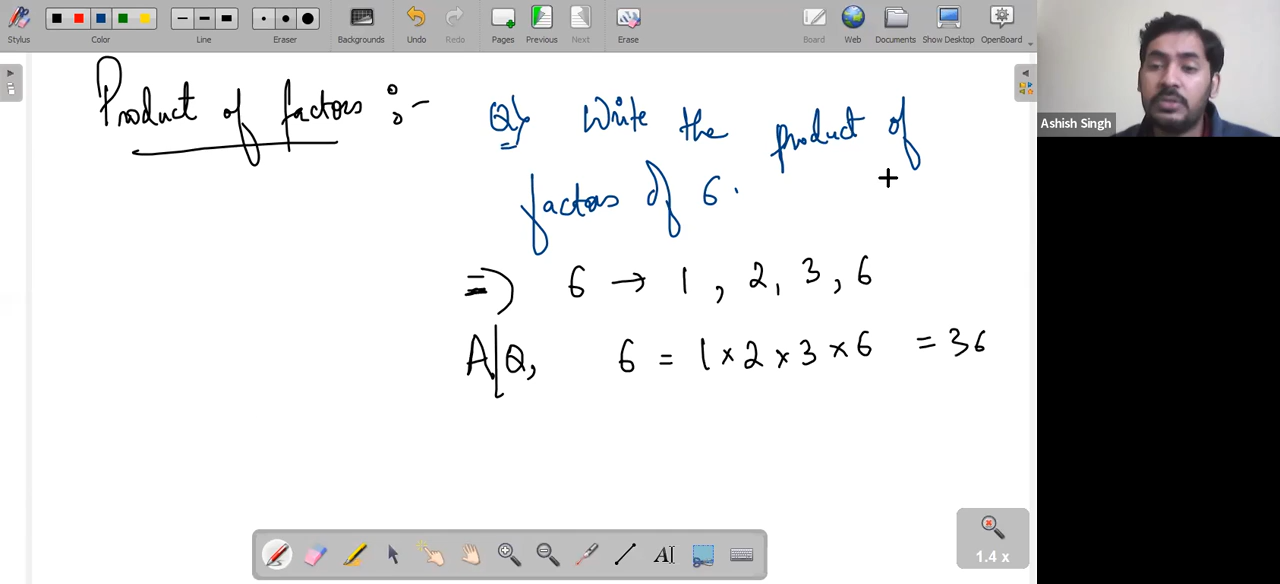 Stylus Color Line Eraser Backgrounds Undo Redo Pages Previous Next Erase Board Web Documents Show Desktop OpenBoard
Ashish Singh
Product of factors :-
Q) Write the product of
factors of 6.
=) 6 → 1, 2, 3, 6
A|Q, 6 = 1 × 2 × 3 × 6 = 36
AI
1.4 x